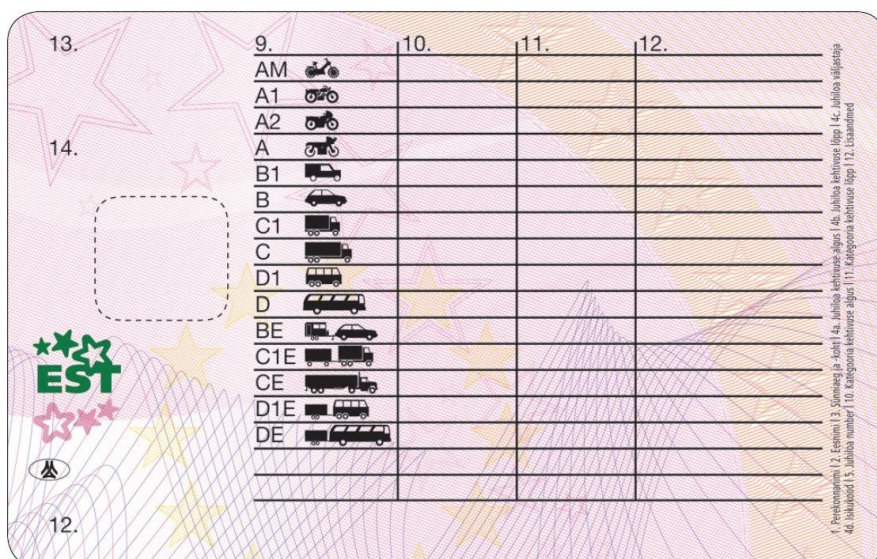 13.
9. 10. 11. 12.
AM
A1
A2
14.
A
B1
B
C1
C
D1
D
BE
C1E
EST
CE
D1E
DE
12.
1. Perekonnanimi | 2. Eesnimi | 3. Sünniaeg ja -koht | 4a. Juhiloa kehtivuse algus | 4b. Juhiloa kehtivuse lõpp | 4c. Juhiloa väljastaja
4d. Isikukood | 5. Juhiloa number | 10. Kategooria kehtivuse algus | 11. Kategooria kehtivuse lõpp | 12. Lisaandmed